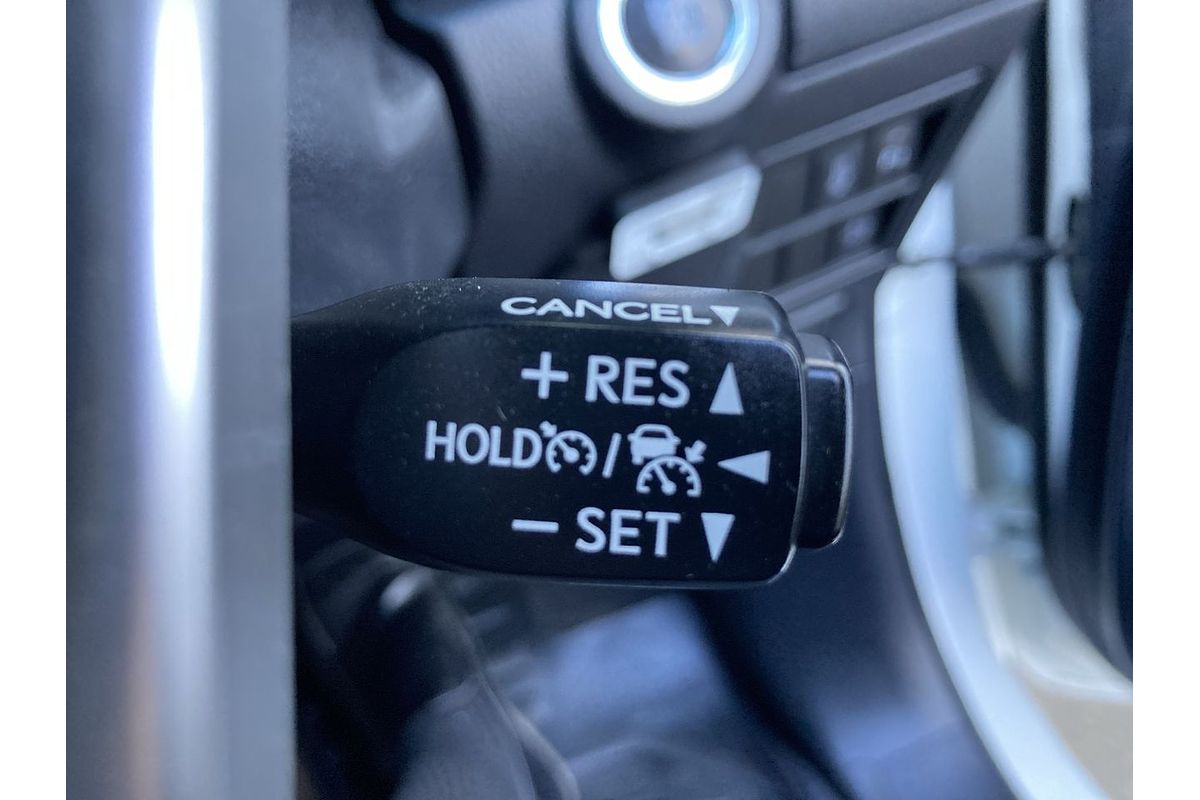 CANCEL▼
+ RES ▲
HOLD / ◄
− SET ▼